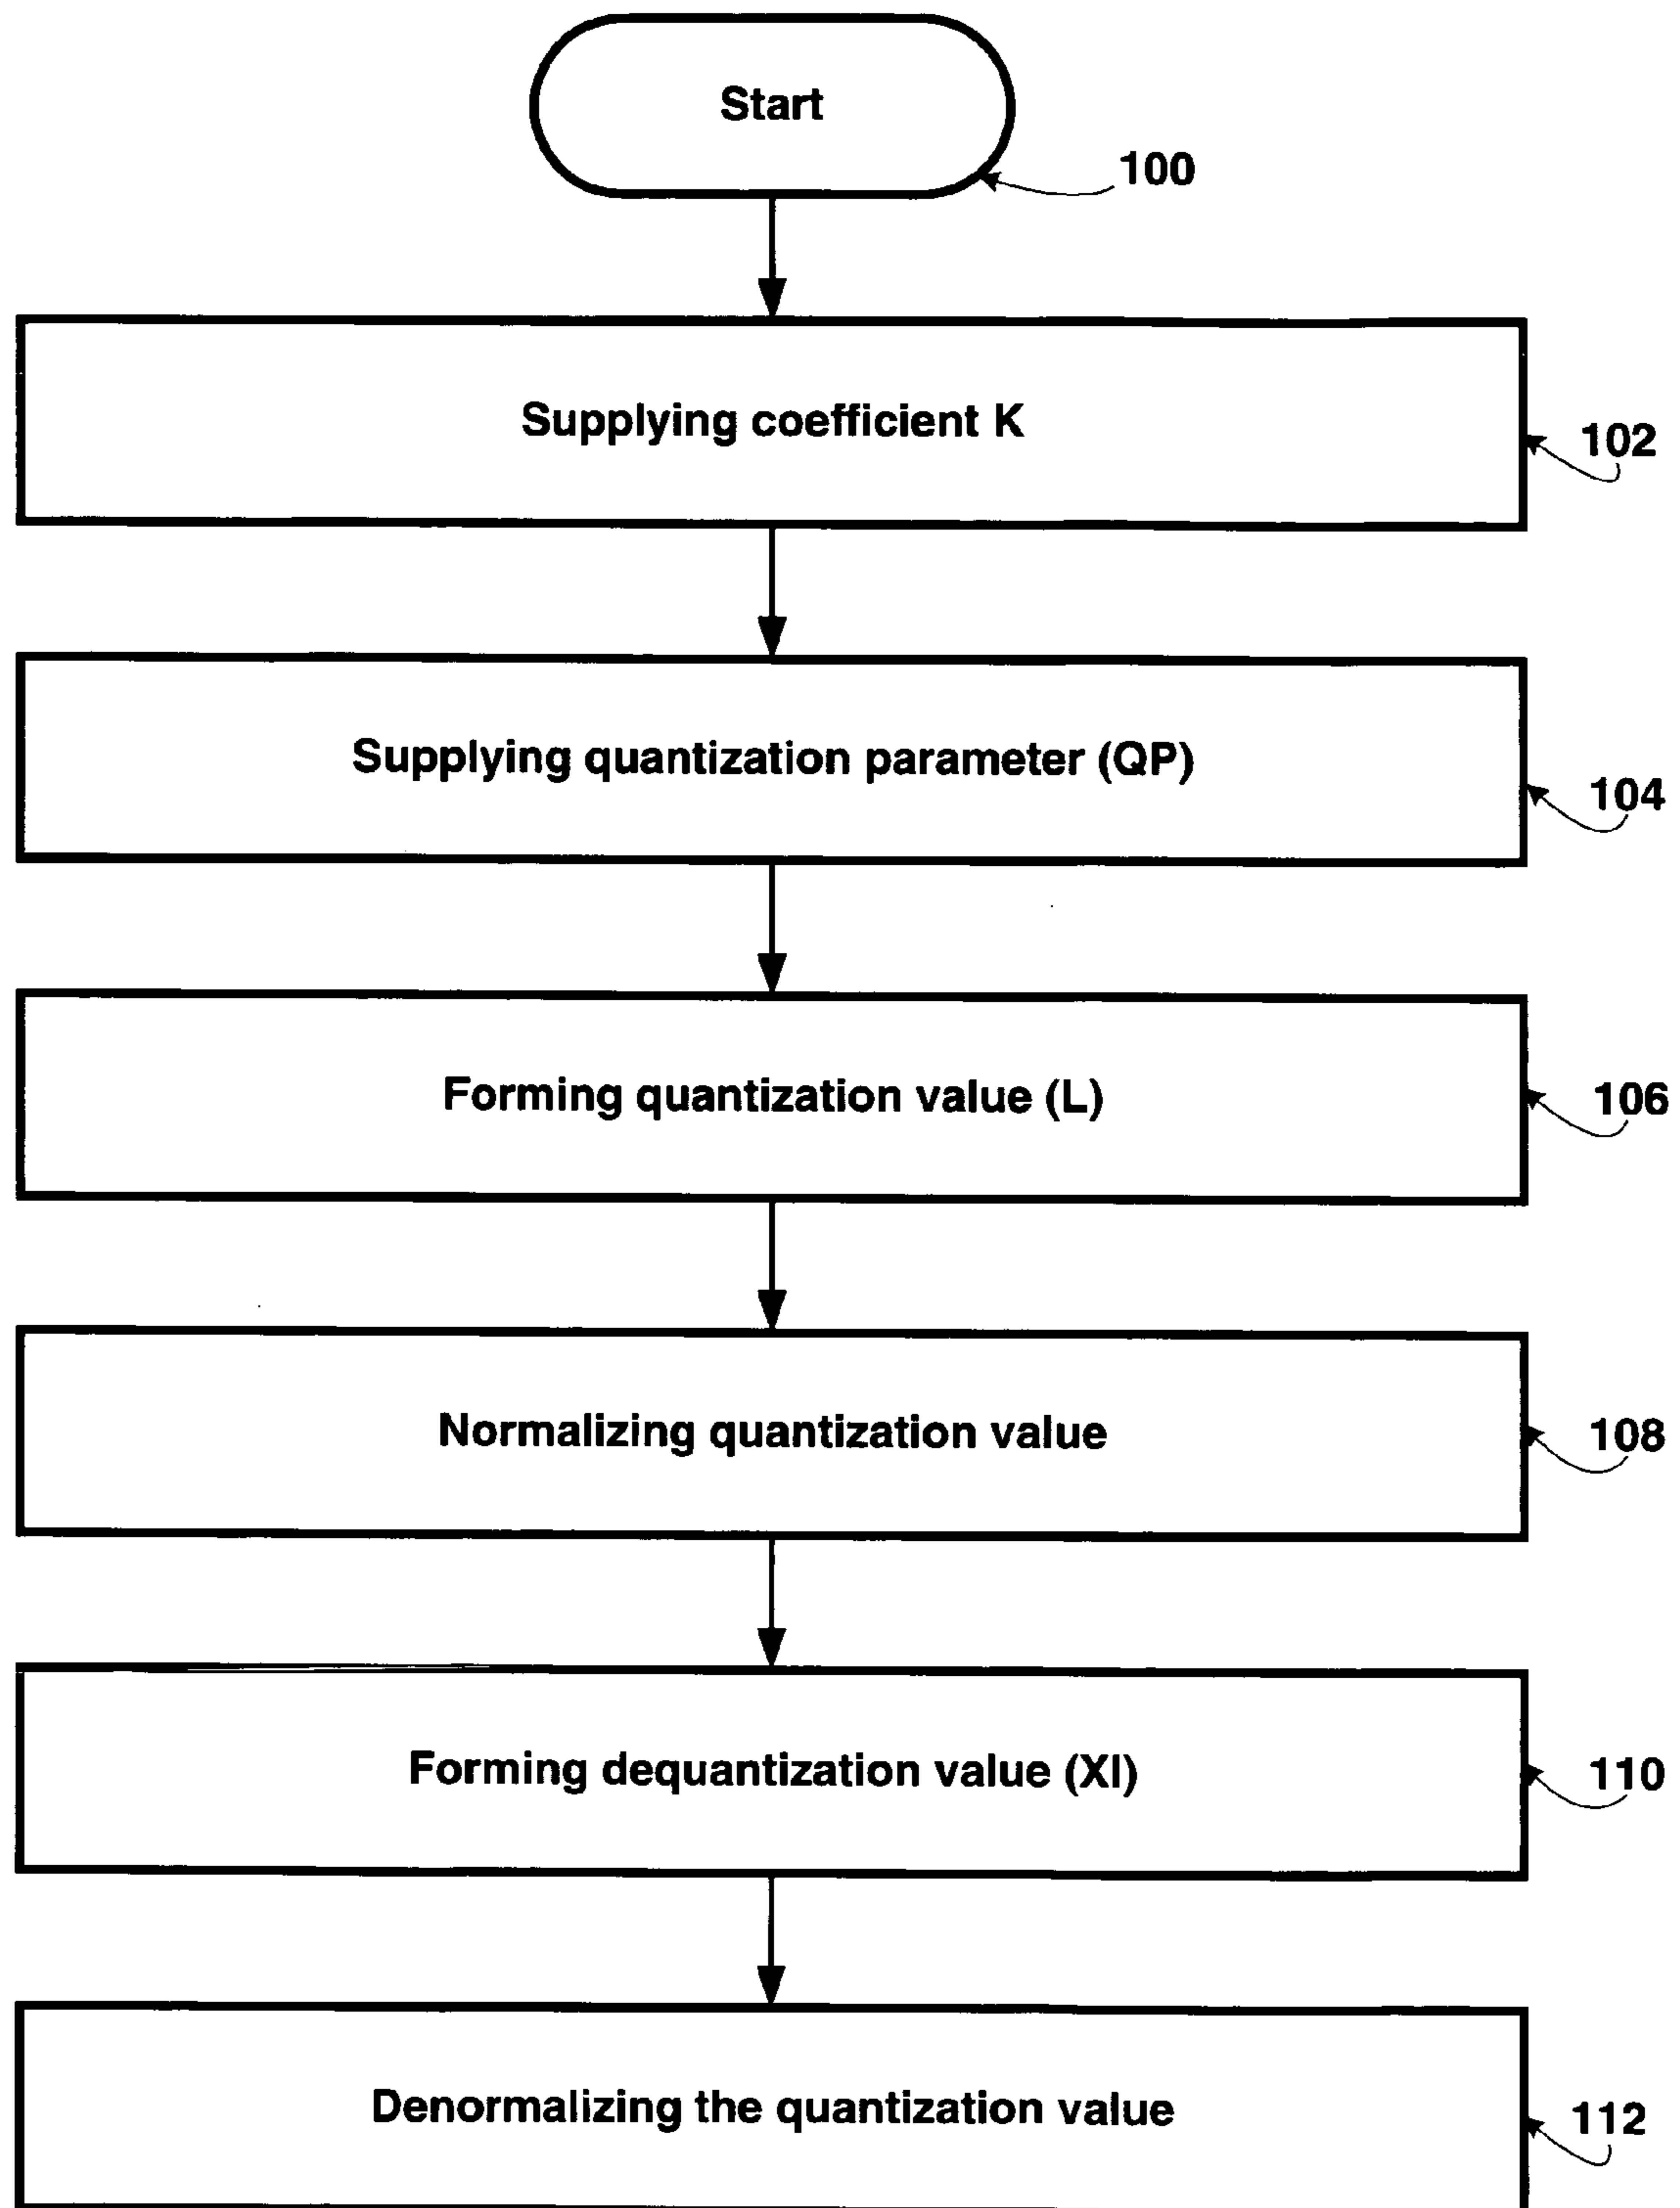 Start
100
Supplying coefficient K
102
Supplying quantization parameter (QP)
104
Forming quantization value (L)
106
Normalizing quantization value
108
Forming dequantization value (XI)
110
Denormalizing the quantization value
112